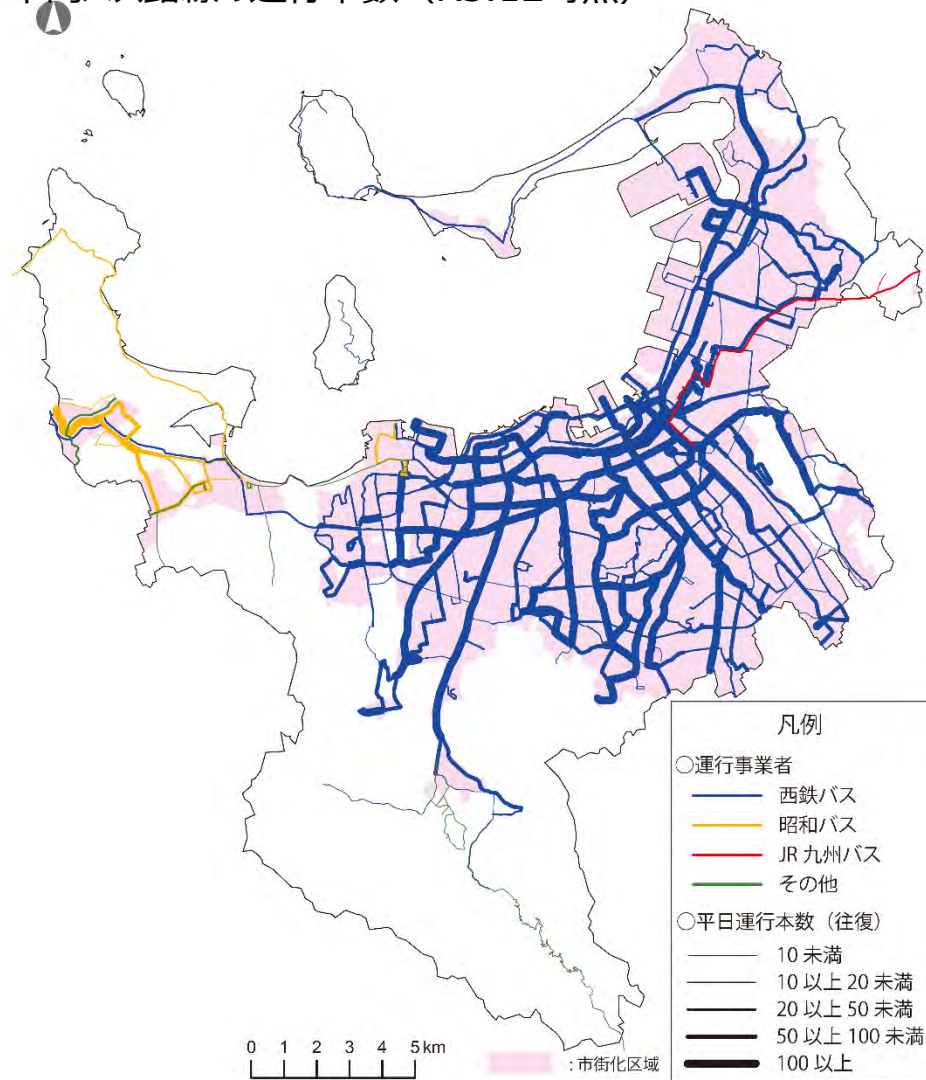 凡例
○運行事業者
西鉄バス
昭和バス
JR 九州バス
その他
○平日運行本数（往復）
10 未満
10 以上 20 未満
20 以上 50 未満
50 以上 100 未満
100 以上
0 1 2 3 4 5 km
：市街化区域